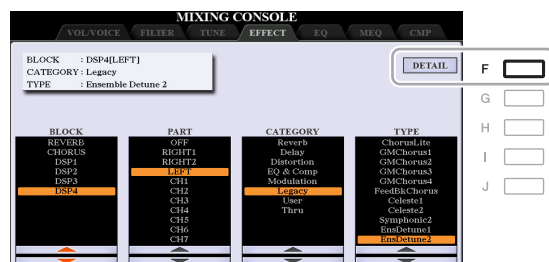 MIXING CONSOLE
VOL/VOICE FILTER TUNE EFFECT EQ MEQ CMP
BLOCK : DSP4[LEFT]
CATEGORY : Legacy
TYPE : Ensemble Detune 2
DETAIL
F
G
H
I
J
BLOCK
REVERB
CHORUS
DSP1
DSP2
DSP3
DSP4
PART
OFF
RIGHT1
RIGHT2
LEFT
CH1
CH2
CH3
CH4
CH5
CH6
CH7
CATEGORY
Reverb
Delay
Distortion
EQ & Comp
Modulation
Legacy
User
Thru
TYPE
ChorusLite
GMChorus1
GMChorus2
GMChorus3
GMChorus4
FeedBkChorus
Celeste1
Celeste2
Symphonic2
EnsDetune1
EnsDetune2